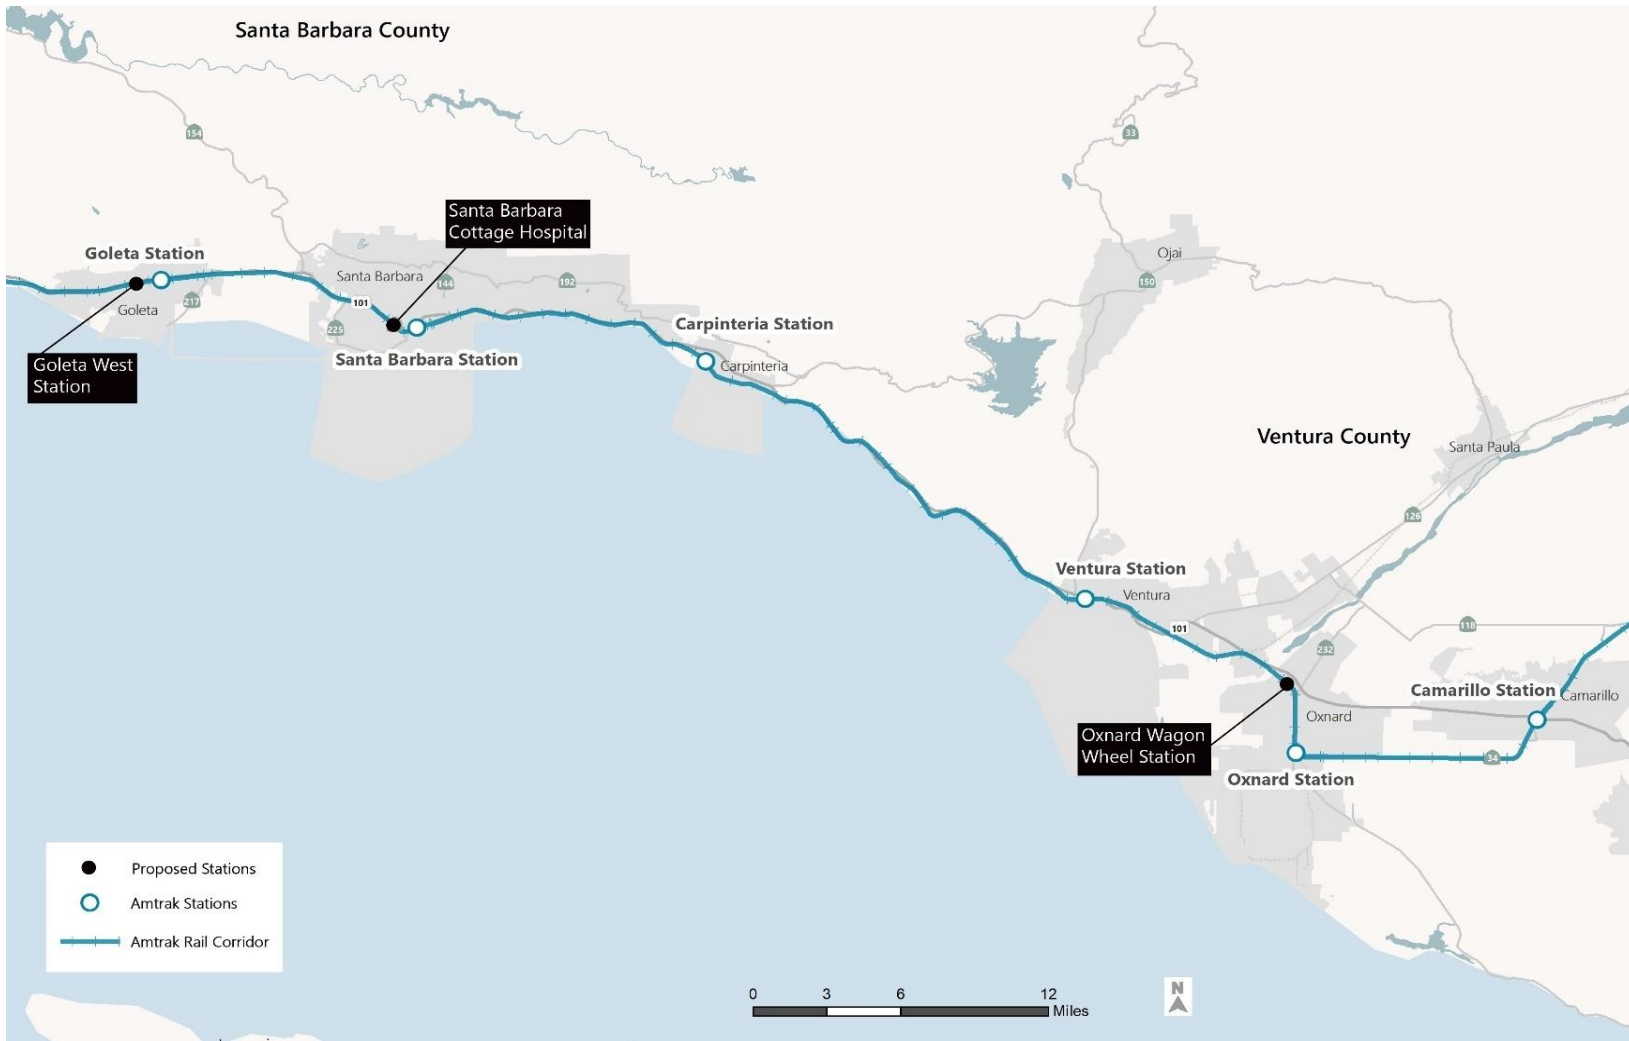 Santa Barbara County
154
33
Santa Barbara
Cottage Hospital
Goleta Station
Santa Barbara
144
192
Ojai
150
217
Goleta
101
225
Santa Barbara Station
Carpinteria Station
Carpinteria
Goleta West
Station
Ventura County
Santa Paula
126
Ventura Station
Ventura
101
118
232
Camarillo Station
Camarillo
Oxnard
Oxnard Wagon
Wheel Station
34
Oxnard Station
Proposed Stations
Amtrak Stations
Amtrak Rail Corridor
0 3 6 12
Miles
N